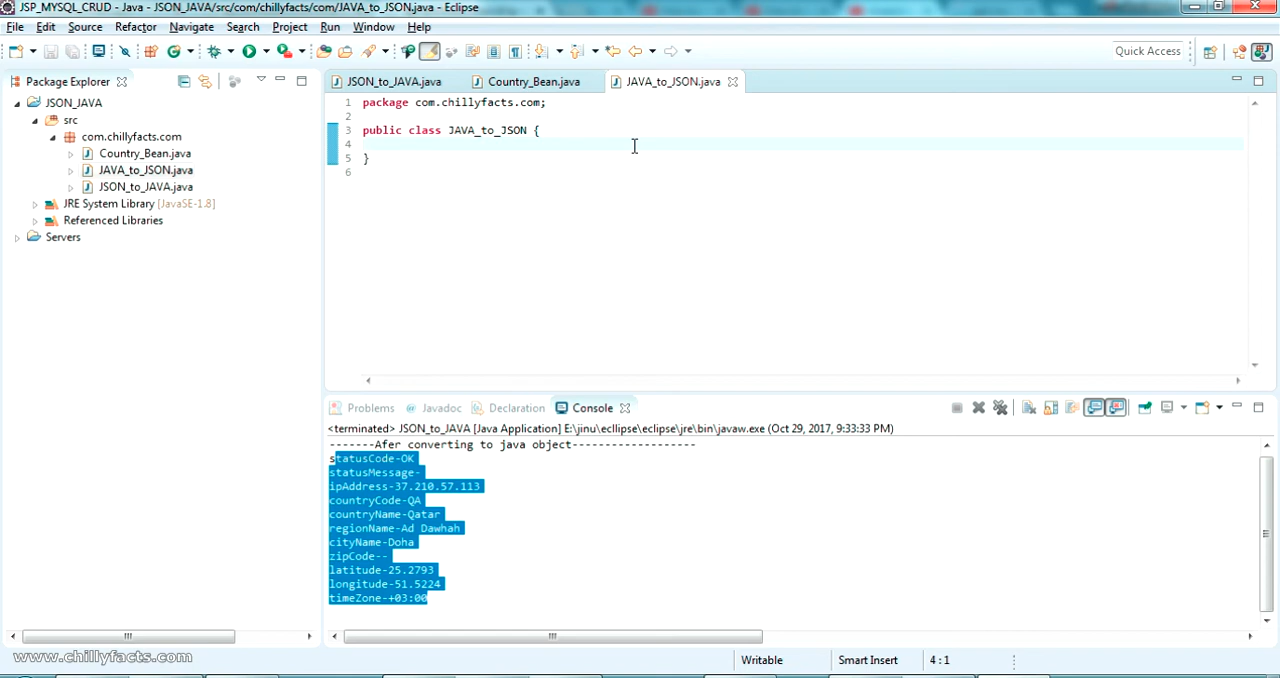 JSP_MYSQL_CRUD - Java - JSON_JAVA/src/com/chillyfacts/com/JAVA_to_JSON.java - Eclipse
File Edit Source Refactor Navigate Search Project Run Window Help
Quick Access
Package Explorer
JSON_JAVA
src
com.chillyfacts.com
Country_Bean.java
JAVA_to_JSON.java
JSON_to_JAVA.java
JRE System Library [JavaSE-1.8]
Referenced Libraries
Servers
JSON_to_JAVA.java Country_Bean.java JAVA_to_JSON.java
1 package com.chillyfacts.com;
2
3 public class JAVA_to_JSON {
4
5 }
6
Problems Javadoc Declaration Console
<terminated> JSON_to_JAVA [Java Application] E:\jinu\ecllipse\eclipse\jre\bin\javaw.exe (Oct 29, 2017, 9:33:33 PM)
-------Afer converting to java object-------------------
statusCode-OK
statusMessage-
ipAddress-37.210.57.113
countryCode-QA
countryName-Qatar
regionName-Ad Dawhah
cityName-Doha
zipCode--
latitude-25.2793
longitude-51.5224
timeZone-+03:00
www.chillyfacts.com
Writable Smart Insert 4 : 1